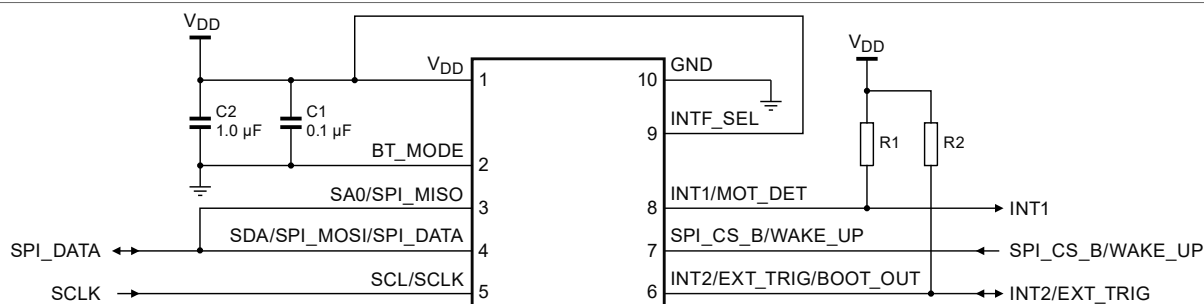 VDD
VDD
VDD
1
10
GND
C2
1.0 µF
C1
0.1 µF
9
INTF_SEL
R1
R2
BT_MODE
2
SA0/SPI_MISO
3
8
INT1/MOT_DET
INT1
SPI_DATA
SDA/SPI_MOSI/SPI_DATA
4
7
SPI_CS_B/WAKE_UP
SPI_CS_B/WAKE_UP
SCLK
SCL/SCLK
5
6
INT2/EXT_TRIG/BOOT_OUT
INT2/EXT_TRIG